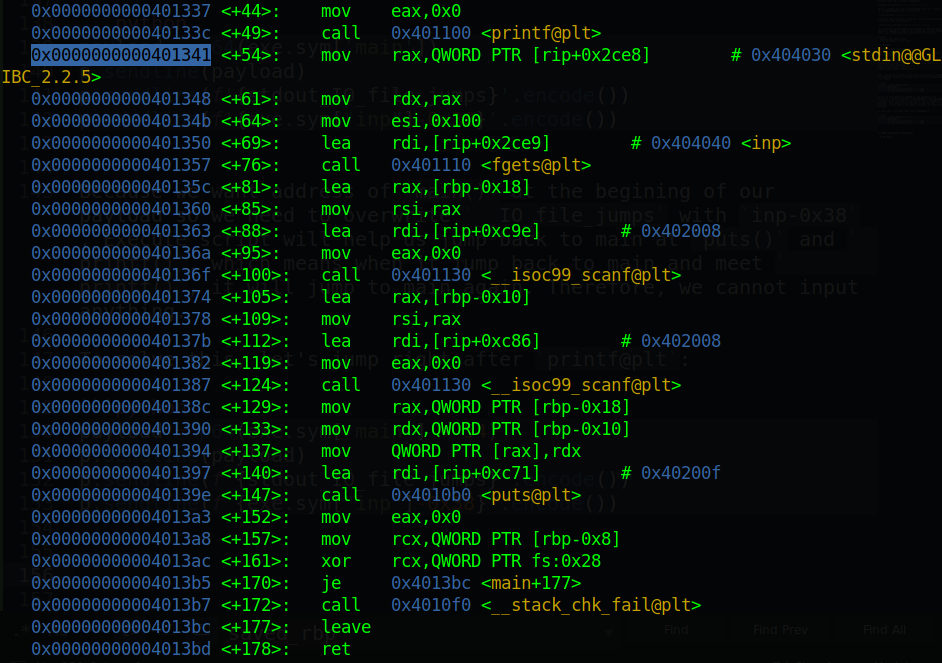 0x0000000000401337 <+44>: mov eax,0x0
0x000000000040133c <+49>: call 0x401100 <printf@plt>
0x0000000000401341 <+54>: mov rax,QWORD PTR [rip+0x2ce8] # 0x404030 <stdin@@GL
IBC_2.2.5>
0x0000000000401348 <+61>: mov rdx,rax
0x000000000040134b <+64>: mov esi,0x100
0x0000000000401350 <+69>: lea rdi,[rip+0x2ce9] # 0x404040 <inp>
0x0000000000401357 <+76>: call 0x401110 <fgets@plt>
0x000000000040135c <+81>: lea rax,[rbp-0x18]
0x0000000000401360 <+85>: mov rsi,rax
0x0000000000401363 <+88>: lea rdi,[rip+0xc9e] # 0x402008
0x000000000040136a <+95>: mov eax,0x0
0x000000000040136f <+100>: call 0x401130 <__isoc99_scanf@plt>
0x0000000000401374 <+105>: lea rax,[rbp-0x10]
0x0000000000401378 <+109>: mov rsi,rax
0x000000000040137b <+112>: lea rdi,[rip+0xc86] # 0x402008
0x0000000000401382 <+119>: mov eax,0x0
0x0000000000401387 <+124>: call 0x401130 <__isoc99_scanf@plt>
0x000000000040138c <+129>: mov rax,QWORD PTR [rbp-0x18]
0x0000000000401390 <+133>: mov rdx,QWORD PTR [rbp-0x10]
0x0000000000401394 <+137>: mov QWORD PTR [rax],rdx
0x0000000000401397 <+140>: lea rdi,[rip+0xc71] # 0x40200f
0x000000000040139e <+147>: call 0x4010b0 <puts@plt>
0x00000000004013a3 <+152>: mov eax,0x0
0x00000000004013a8 <+157>: mov rcx,QWORD PTR [rbp-0x8]
0x00000000004013ac <+161>: xor rcx,QWORD PTR fs:0x28
0x00000000004013b5 <+170>: je 0x4013bc <main+177>
0x00000000004013b7 <+172>: call 0x4010f0 <__stack_chk_fail@plt>
0x00000000004013bc <+177>: leave
0x00000000004013bd <+178>: ret